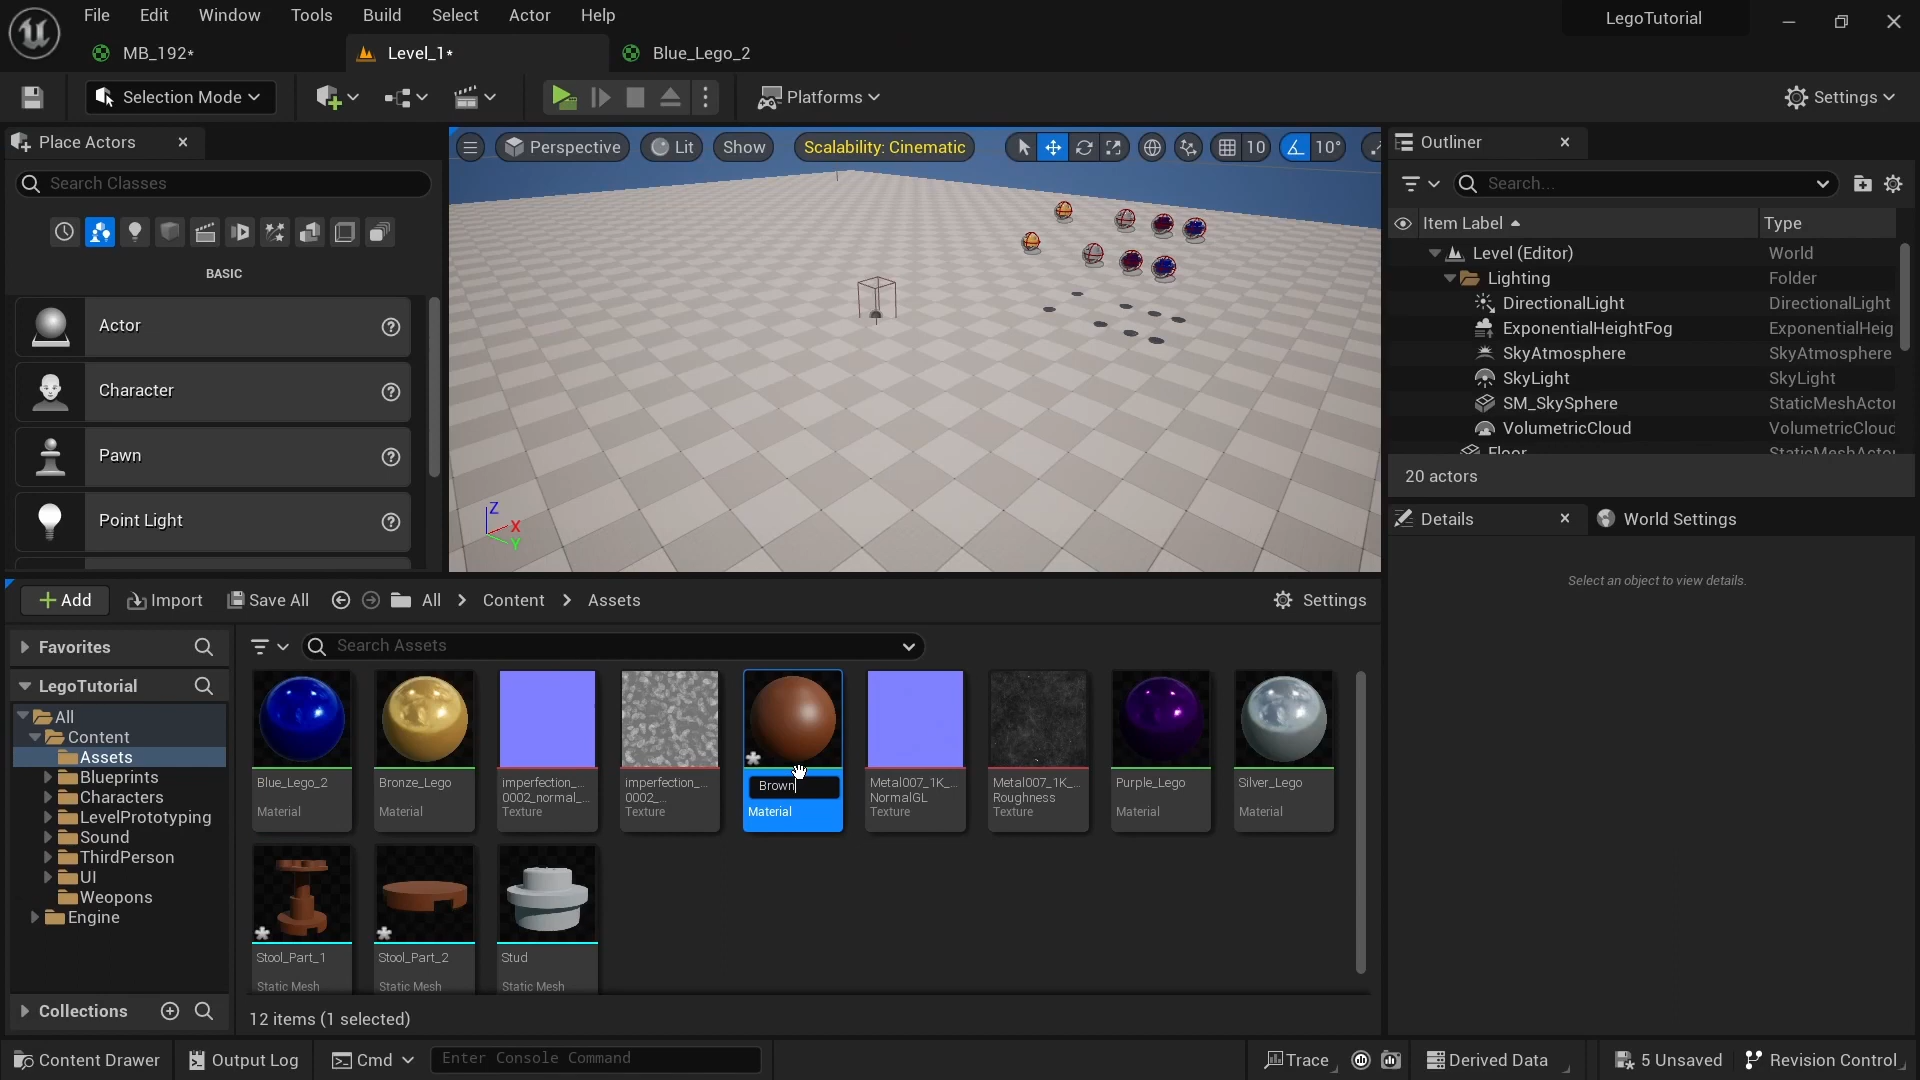 File Edit Window Tools Build Select Actor Help
LegoTutorial
MB_192* Level_1* Blue_Lego_2
Selection Mode Platforms Settings
Place Actors
Search Classes
BASIC
Actor
Character
Pawn
Point Light
Perspective Lit Show Scalability: Cinematic 10 10°
Z
X
Y
Outliner
Search...
Item Label Type
Level (Editor) World
Lighting Folder
DirectionalLight DirectionalLight
ExponentialHeightFog ExponentialHeig
SkyAtmosphere SkyAtmosphere
SkyLight SkyLight
SM_SkySphere StaticMeshActor
VolumetricCloud VolumetricCloud
Floor StaticMeshActor
20 actors
Details World Settings
Select an object to view details.
Add Import Save All All Content Assets Settings
Favorites
Search Assets
LegoTutorial
All
Content
Assets
Blueprints
Characters
LevelPrototyping
Sound
ThirdPerson
UI
Weopons
Engine
Collections
Blue_Lego_2
Material
Bronze_Lego
Material
imperfection_...
0002_normal_...
Texture
imperfection_...
0002_...
Texture
Brown
Material
Metal007_1K_...
NormalGL
Texture
Metal007_1K_...
Roughness
Texture
Purple_Lego
Material
Silver_Lego
Material
Stool_Part_1
Static Mesh
Stool_Part_2
Static Mesh
Stud
Static Mesh
12 items (1 selected)
Content Drawer Output Log Cmd Enter Console Command Trace Derived Data 5 Unsaved Revision Control